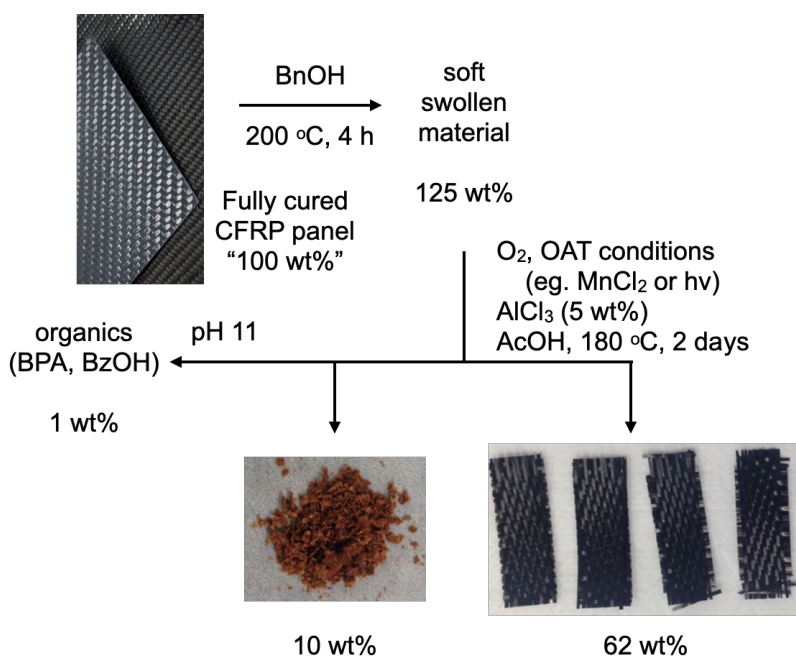 BnOH
200 ºC, 4 h
soft
swollen
material
125 wt%
Fully cured
CFRP panel
“100 wt%”
O₂, OAT conditions
(eg. MnCl₂ or hv)
AlCl₃ (5 wt%)
AcOH, 180 ºC, 2 days
organics
(BPA, BzOH)
pH 11
1 wt%
10 wt%
62 wt%